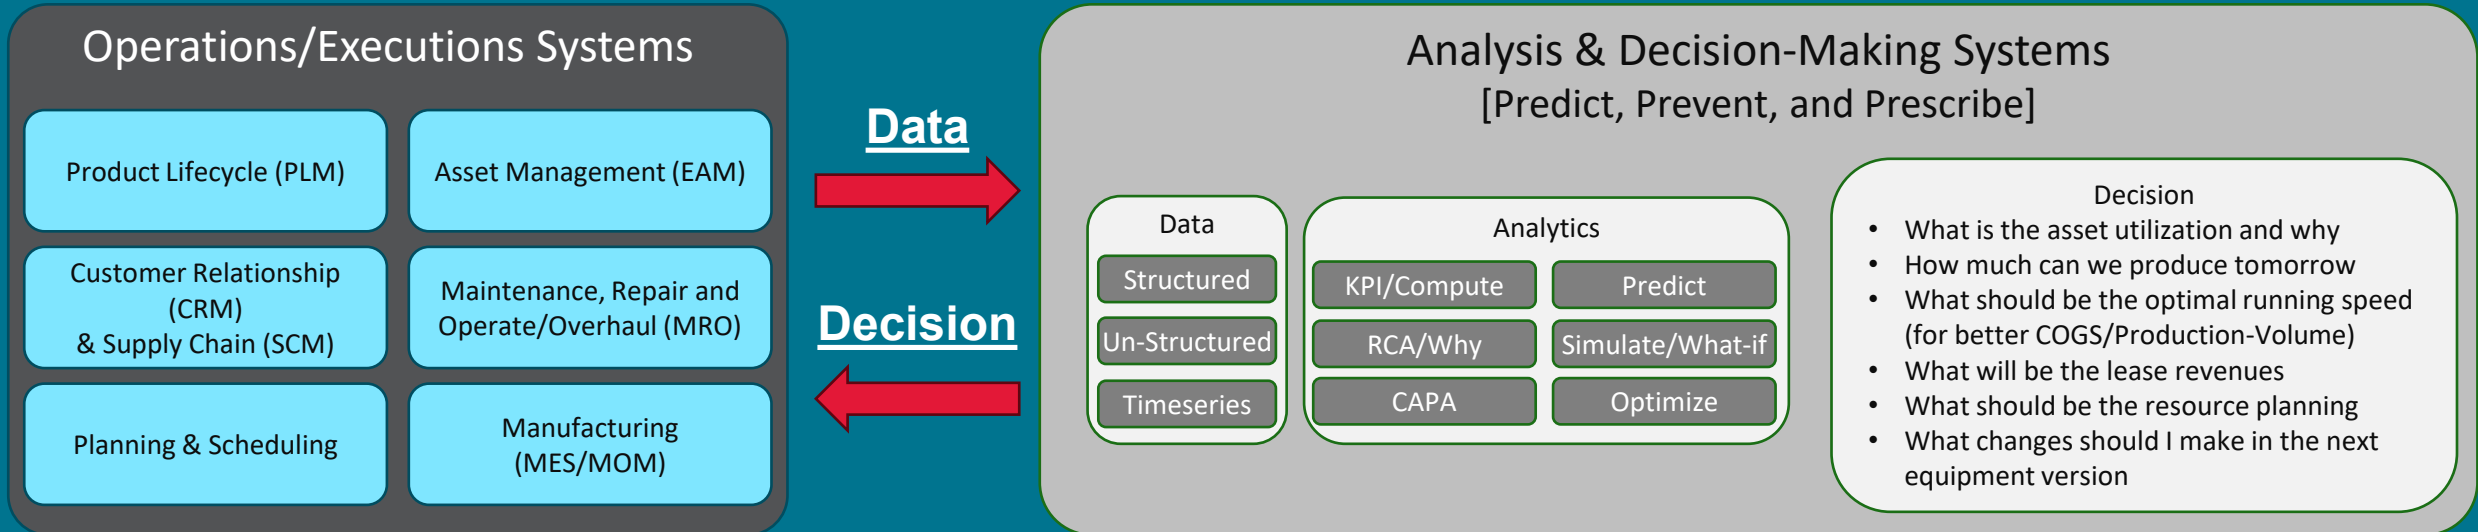 Operations/Executions Systems
Product Lifecycle (PLM)
Asset Management (EAM)
Customer Relationship
(CRM)
& Supply Chain (SCM)
Maintenance, Repair and
Operate/Overhaul (MRO)
Planning & Scheduling
Manufacturing
(MES/MOM)
Data
Decision
Analysis & Decision-Making Systems
[Predict, Prevent, and Prescribe]
Data
Structured
Un-Structured
Timeseries
Analytics
KPI/Compute
Predict
RCA/Why
Simulate/What-if
CAPA
Optimize
Decision
• What is the asset utilization and why
• How much can we produce tomorrow
• What should be the optimal running speed
(for better COGS/Production-Volume)
• What will be the lease revenues
• What should be the resource planning
• What changes should I make in the next
equipment version